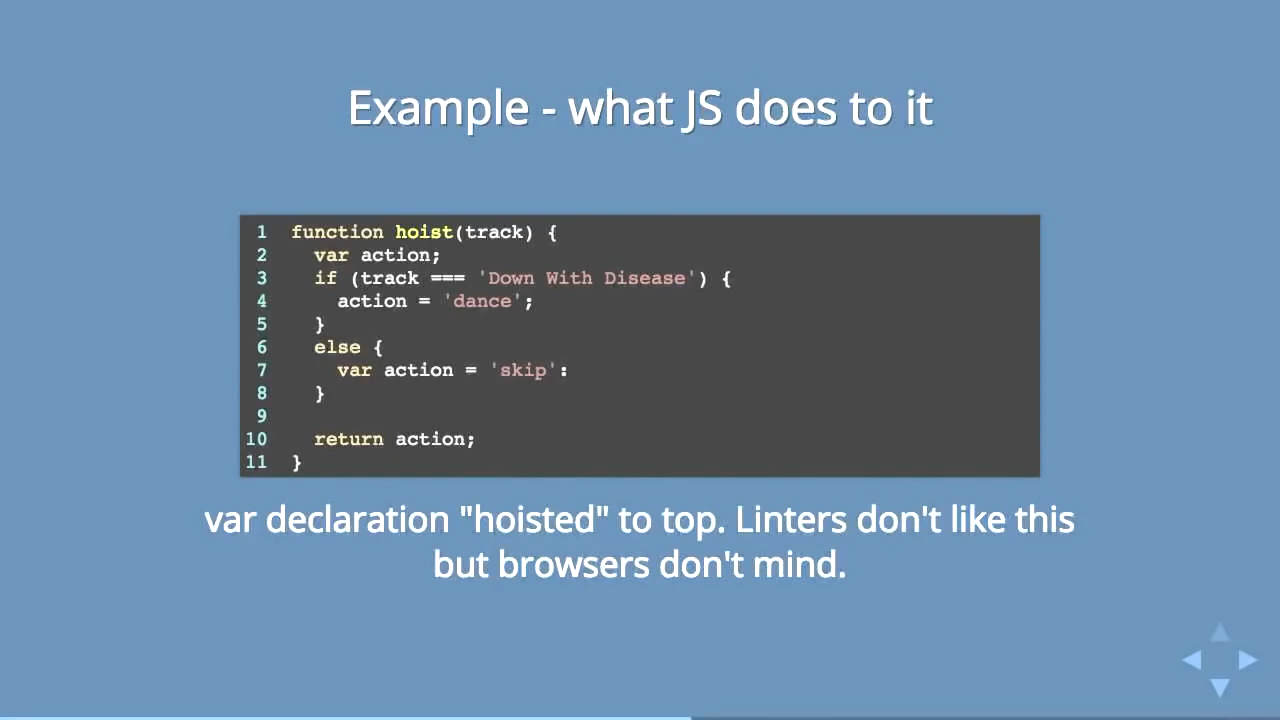 Example - what JS does to it
1 function hoist(track) {
2 var action;
3 if (track === 'Down With Disease') {
4 action = 'dance';
5 }
6 else {
7 var action = 'skip':
8 }
9
10 return action;
11 }
var declaration "hoisted" to top. Linters don't like this
but browsers don't mind.